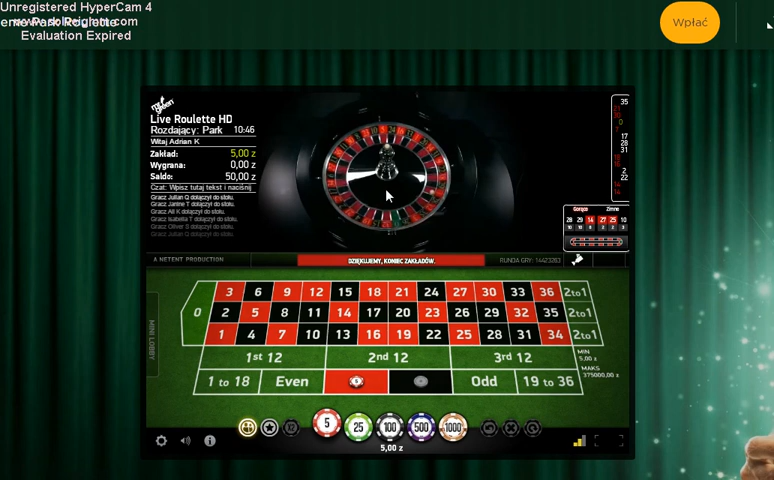 Unregistered HyperCam 4
Evaluation Expired
Wpłać
Live Roulette HD
Rozdający: Park 10:46
Witaj Adrian K
Zakład: 5,00 z
Wygrana: 0,00 z
Saldo: 50,00 z
Czat: Wpisz tutaj tekst i naciśnij
Gracz Julian Q dołączył do stołu.
Gracz Janine T dołączył do stołu.
Gracz Ali K dołączył do stołu.
Gracz Isabella T dołączył do stołu.
Gracz Oliver S dołączył do stołu.
Gracz Julian Q dołączył do stołu.
35
0
17
28
31
2
22
Gorące Zimne
28 29 14 27 25 10
A NETENT PRODUCTION
DZIĘKUJEMY, KONIEC ZAKŁADÓW.
RUNDA GRY: 14423283
MINI LOBBY
3 6 9 12 15 18 21 24 27 30 33 36 2to1
0 2 5 8 11 14 17 20 23 26 29 32 35 2to1
1 4 7 10 13 16 19 22 25 28 31 34 2to1
1st 12 2nd 12 3rd 12
MIN
5,00 z
MAKS
375000,00 z
1 to 18 Even Odd 19 to 36
5 25 100 500 1000
5,00 z